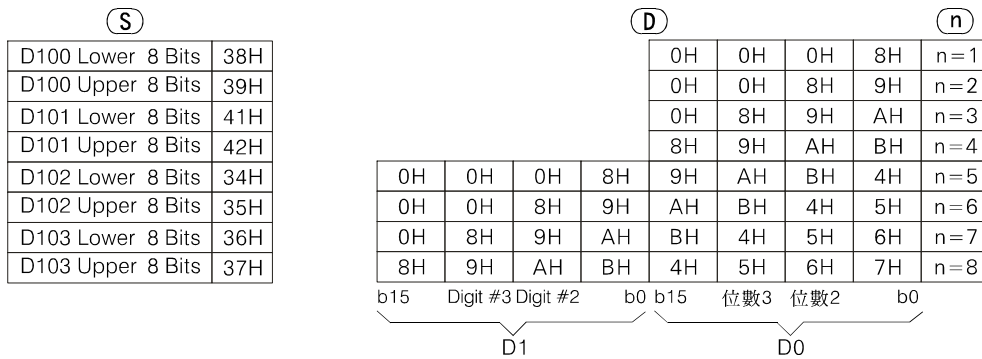 S D n
D100 Lower 8 Bits 38H
D100 Upper 8 Bits 39H
D101 Lower 8 Bits 41H
D101 Upper 8 Bits 42H
D102 Lower 8 Bits 34H
D102 Upper 8 Bits 35H
D103 Lower 8 Bits 36H
D103 Upper 8 Bits 37H
0H 0H 0H 8H n=1
0H 0H 8H 9H n=2
0H 8H 9H AH n=3
8H 9H AH BH n=4
0H 0H 0H 8H 9H AH BH 4H n=5
0H 0H 8H 9H AH BH 4H 5H n=6
0H 8H 9H AH BH 4H 5H 6H n=7
8H 9H AH BH 4H 5H 6H 7H n=8
b15 Digit #3 Digit #2 b0 b15 位數3 位數2 b0
D1 D0